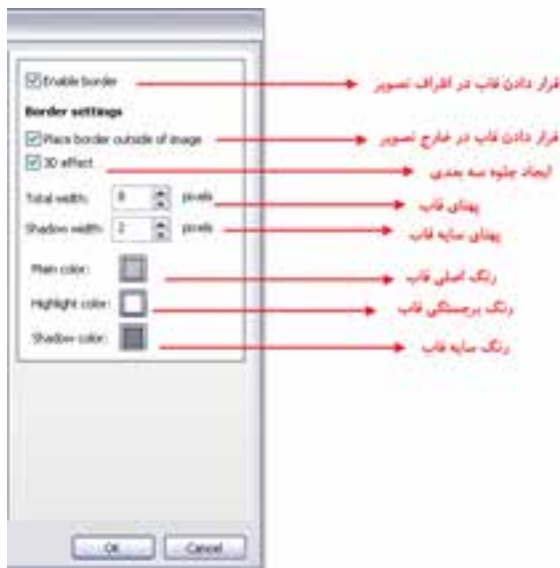 Enable border
قرار دادن قاب در اطراف تصویر
Border settings
Place border outside of image
قرار دادن قاب در خارج تصویر
3D effect
ایجاد جلوه سه بعدی
Total width: 8 pixels
پهنای قاب
Shadow width: 2 pixels
پهنای سایه قاب
Main color:
رنگ اصلی قاب
Highlight color:
رنگ برجستگی قاب
Shadow color:
رنگ سایه قاب
OK Cancel